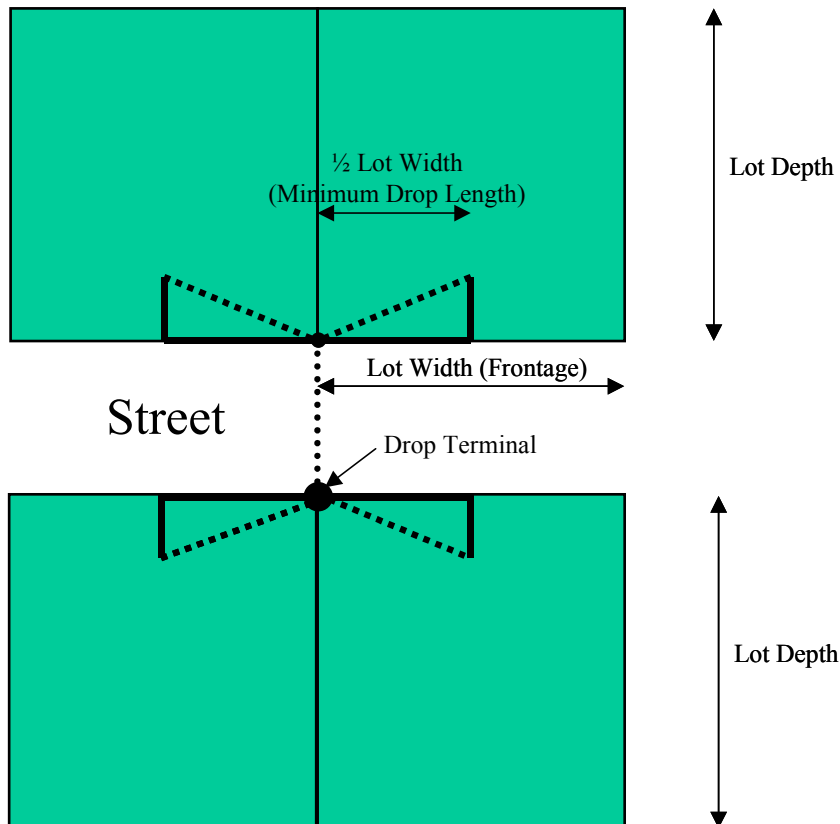 ½ Lot Width
(Minimum Drop Length)
Lot Depth
Lot Width (Frontage)
Street
Drop Terminal
Lot Depth